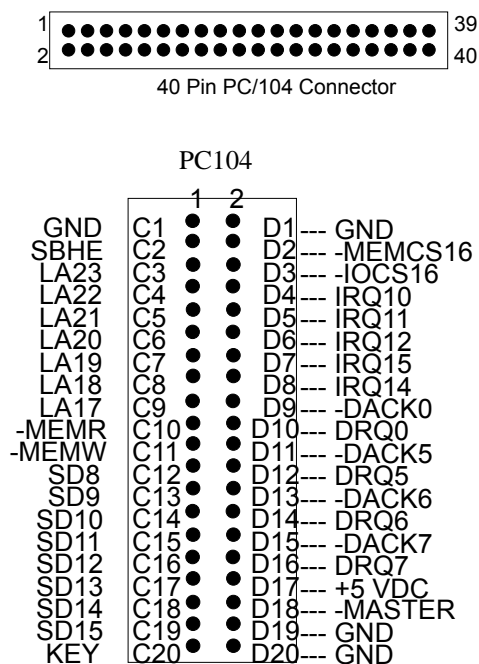 1 39
2 40
40 Pin PC/104 Connector
PC104
1 2
GND C1 D1--- GND
SBHE C2 D2--- -MEMCS16
LA23 C3 D3--- -IOCS16
LA22 C4 D4--- IRQ10
LA21 C5 D5--- IRQ11
LA20 C6 D6--- IRQ12
LA19 C7 D7--- IRQ15
LA18 C8 D8--- IRQ14
LA17 C9 D9--- -DACK0
-MEMR C10 D10--- DRQ0
-MEMW C11 D11--- -DACK5
SD8 C12 D12--- DRQ5
SD9 C13 D13--- -DACK6
SD10 C14 D14--- DRQ6
SD11 C15 D15--- -DACK7
SD12 C16 D16--- DRQ7
SD13 C17 D17--- +5 VDC
SD14 C18 D18--- -MASTER
SD15 C19 D19--- GND
KEY C20 D20--- GND